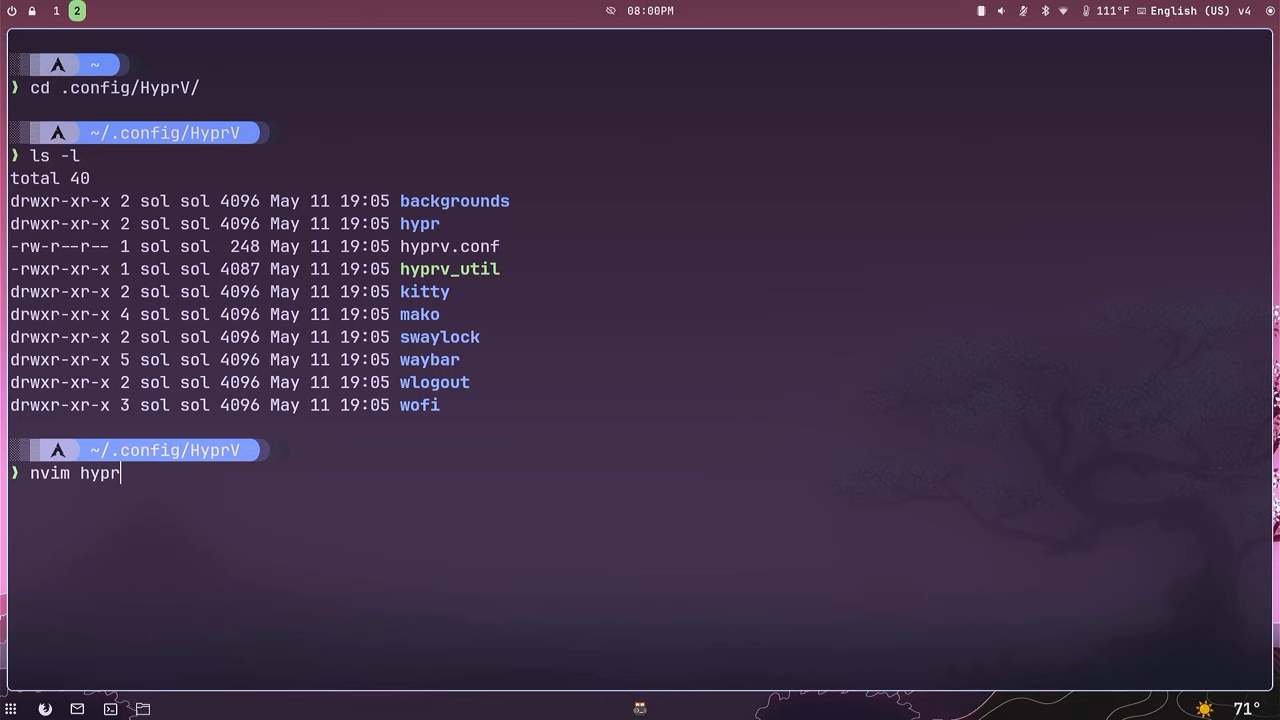 1 2 08:00PM 111°F English (US) v4
~
❯ cd .config/HyprV/
~/.config/HyprV
❯ ls -l
total 40
drwxr-xr-x 2 sol sol 4096 May 11 19:05 backgrounds
drwxr-xr-x 2 sol sol 4096 May 11 19:05 hypr
-rw-r--r-- 1 sol sol  248 May 11 19:05 hyprv.conf
-rwxr-xr-x 1 sol sol 4087 May 11 19:05 hyprv_util
drwxr-xr-x 2 sol sol 4096 May 11 19:05 kitty
drwxr-xr-x 4 sol sol 4096 May 11 19:05 mako
drwxr-xr-x 2 sol sol 4096 May 11 19:05 swaylock
drwxr-xr-x 5 sol sol 4096 May 11 19:05 waybar
drwxr-xr-x 2 sol sol 4096 May 11 19:05 wlogout
drwxr-xr-x 3 sol sol 4096 May 11 19:05 wofi
~/.config/HyprV
❯ nvim hypr
71°